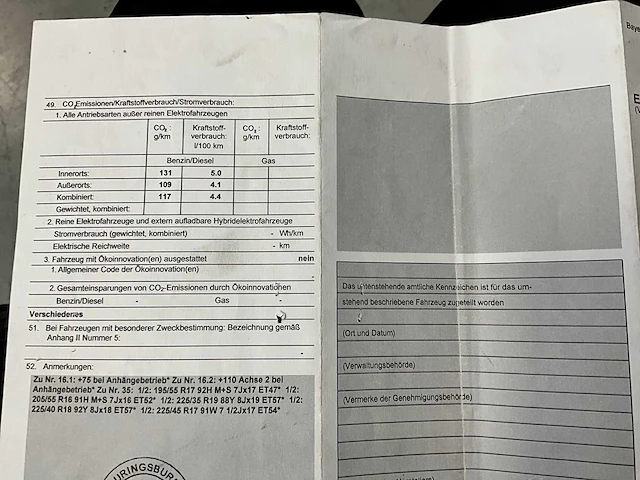 49. CO2Emissionen/Kraftstoffverbrauch/Stromverbrauch:
1. Alle Antriebsarten außer reinen Elektrofahrzeugen
CO2: g/km Kraftstoff-verbrauch: l/100 km CO2: g/km Kraftstoff-verbrauch:
Benzin/Diesel Gas
Innerorts: 131 5.0
Außerorts: 109 4.1
Kombiniert: 117 4.4
Gewichtet, kombiniert:
2. Reine Elektrofahrzeuge und extern aufladbare Hybridelektrofahrzeuge
Stromverbrauch (gewichtet, kombiniert) - Wh/km
Elektrische Reichweite - km
3. Fahrzeug mit Ökoinnovation(en) ausgestattet nein
1. Allgemeiner Code der Ökoinnovation(en) -
2. Gesamteinsparungen von CO2-Emissionen durch Ökoinnovationen
Benzin/Diesel - Gas -
Verschiedenes
51. Bei Fahrzeugen mit besonderer Zweckbestimmung: Bezeichnung gemäß
Anhang II Nummer 5:
-
52. Anmerkungen:
Zu Nr. 16.1: +75 bei Anhängebetrieb* Zu Nr. 16.2: +110 Achse 2 bei
Anhängebetrieb* Zu Nr. 35: 1/2: 195/55 R17 92H M+S 7Jx17 ET47* 1/2:
205/55 R16 91H M+S 7Jx16 ET52* 1/2: 225/35 R19 88Y 8Jx19 ET57* 1/2:
225/40 R18 92Y 8Jx18 ET57* 1/2: 225/45 R17 91W 7 1/2Jx17 ET54*
Das untenstehende amtliche Kennzeichen ist für das um-
stehend beschriebene Fahrzeug zugeteilt worden
(Ort und Datum)
(Verwaltungsbehörde)
(Vermerke der Genehmigungsbehörde)
Baye
E